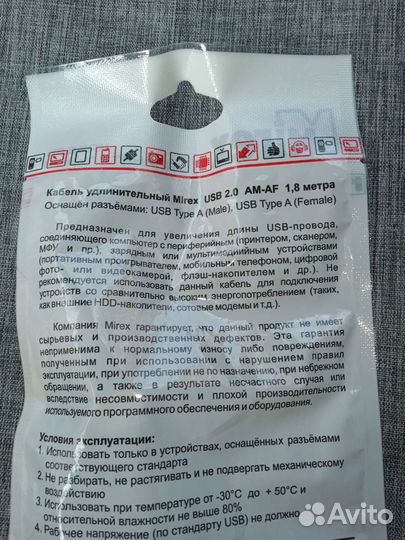 Кабель удлинительный Mirex USB 2.0 AM-AF 1,8 метра
Оснащён разъёмами: USB Type A (Male), USB Type A (Female)
Предназначен для увеличения длины USB-провода,
соединяющего компьютер с периферийным (принтером, сканером,
МФУ и пр.), зарядным или мультимедийным устройствами
(портативным проигрывателем, мобильным телефоном, цифровой
фото- или видеокамерой, флэш-накопителем и др.). Не
рекомендуется использовать данный кабель для подключения
устройств со сравнительно высоким энергопотреблением (таких,
как внешние HDD-накопители, сотовые модемы и т.д.).
Компания Mirex гарантирует, что данный продукт не имеет
сырьевых и производственных дефектов. Эта гарантия
неприменима к нормальному износу либо повреждениям,
полученным при использовании с нарушением правил
эксплуатации, при употреблении не по назначению, при небрежном
обращении, а также в результате несчастного случая или
вследствие несовместимости и плохой производительности
используемого программного обеспечения и оборудования.
Условия эксплуатации:
1. Использовать только в устройствах, оснащённых разъёмами
соответствующего стандарта
2. Не разбирать, не растягивать и не подвергать механическому
воздействию
3. Использовать при температуре от -30°С до + 50°С и
относительной влажности не выше 80%
4. Рабочее напряжение (по стандарту USB) не должно
Avito